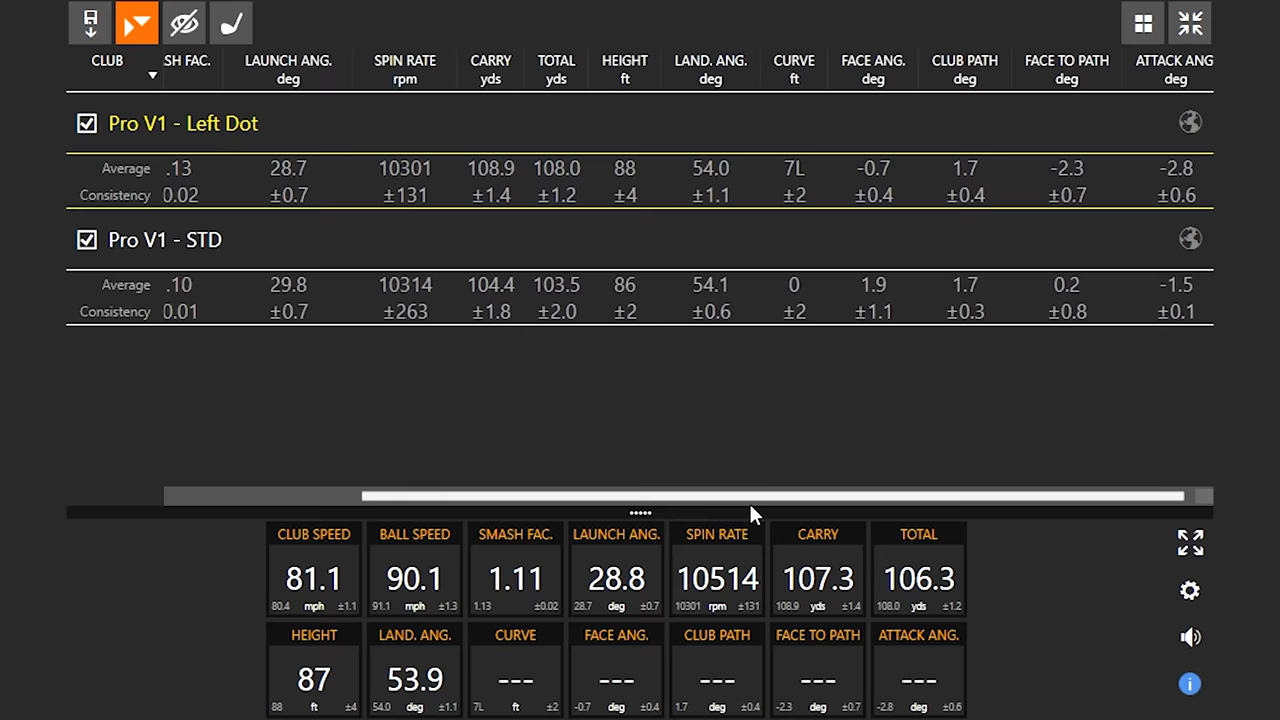 CLUB SH FAC. LAUNCH ANG. SPIN RATE CARRY TOTAL HEIGHT LAND. ANG. CURVE FACE ANG. CLUB PATH FACE TO PATH ATTACK ANG
deg rpm yds yds ft deg ft deg deg deg deg
Pro V1 - Left Dot
Average .13 28.7 10301 108.9 108.0 88 54.0 7L -0.7 1.7 -2.3 -2.8
Consistency 0.02 ±0.7 ±131 ±1.4 ±1.2 ±4 ±1.1 ±2 ±0.4 ±0.4 ±0.7 ±0.6
Pro V1 - STD
Average .10 29.8 10314 104.4 103.5 86 54.1 0 1.9 1.7 0.2 -1.5
Consistency 0.01 ±0.7 ±263 ±1.8 ±2.0 ±2 ±0.6 ±2 ±1.1 ±0.3 ±0.8 ±0.1
CLUB SPEED BALL SPEED SMASH FAC. LAUNCH ANG. SPIN RATE CARRY TOTAL
81.1 90.1 1.11 28.8 10514 107.3 106.3
80.4 mph ±1.1 91.1 mph ±1.3 1.13 ±0.02 28.7 deg ±0.7 10301 rpm ±131 108.9 yds ±1.4 108.0 yds ±1.2
HEIGHT LAND. ANG. CURVE FACE ANG. CLUB PATH FACE TO PATH ATTACK ANG.
87 53.9 --- --- --- --- ---
88 ft ±4 54.0 deg ±1.1 7L ft ±2 -0.7 deg ±0.4 1.7 deg ±0.4 -2.3 deg ±0.7 -2.8 deg ±0.6